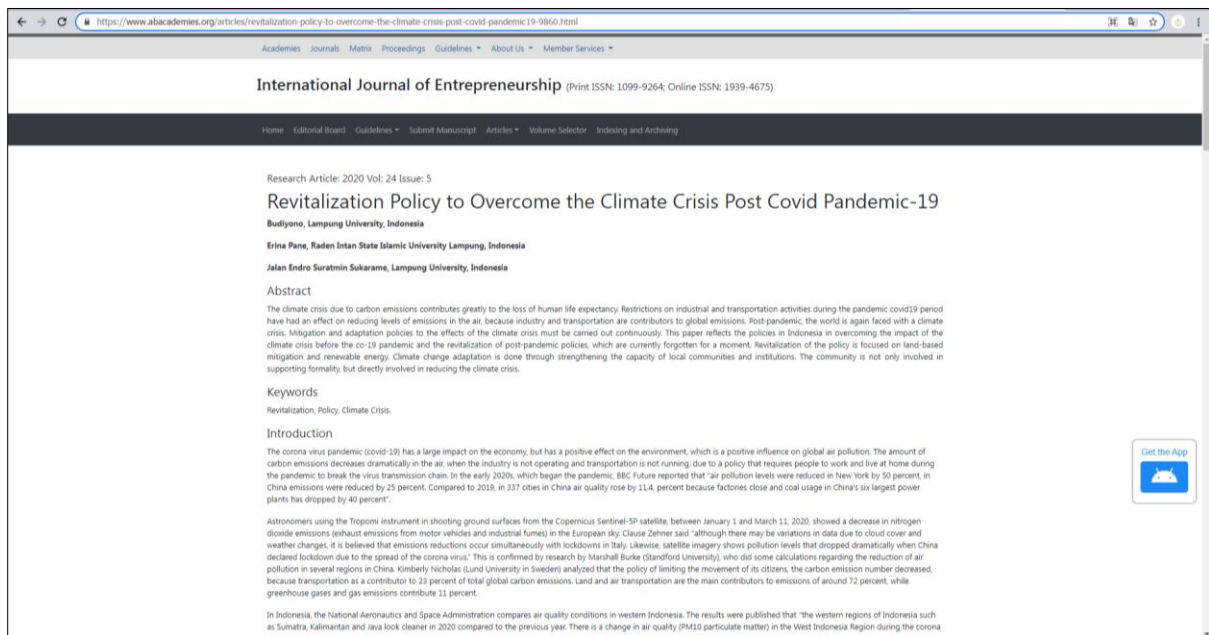 https://www.abacademies.org/articles/revitalization-policy-to-overcome-the-climate-crisis-post-covid-pandemic19-9860.html
Academies Journals Matrix Proceedings Guidelines About Us Member Services
International Journal of Entrepreneurship (Print ISSN: 1099-9264; Online ISSN: 1939-4675)
Home Editorial Board Guidelines Submit Manuscript Articles Volume Selector Indexing and Archiving
Research Article: 2020 Vol: 24 Issue: 5
Revitalization Policy to Overcome the Climate Crisis Post Covid Pandemic-19
Budiyono, Lampung University, Indonesia
Erina Pane, Raden Intan State Islamic University Lampung, Indonesia
Jalan Endro Suratmin Sukarame, Lampung University, Indonesia
Abstract
The climate crisis due to carbon emissions contributes greatly to the loss of human life expectancy. Restrictions on industrial and transportation activities during the pandemic covid19 period
have had an effect on reducing levels of emissions in the air, because industry and transportation are contributors to global emissions. Post-pandemic, the world is again faced with a climate
crisis. Mitigation and adaptation policies to the effects of the climate crisis must be carried out continuously. This paper reflects the policies in Indonesia in overcoming the impact of the
climate crisis before the co-19 pandemic and the revitalization of post-pandemic policies, which are currently forgotten for a moment. Revitalization of the policy is focused on land-based
mitigation and renewable energy. Climate change adaptation is done through strengthening the capacity of local communities and institutions. The community is not only involved in
supporting formality, but directly involved in reducing the climate crisis.
Keywords
Revitalization, Policy, Climate Crisis.
Introduction
The corona virus pandemic (covid-19) has a large impact on the economy, but has a positive effect on the environment, which is a positive influence on global air pollution. The amount of
carbon emissions decreases dramatically in the air, when the industry is not operating and transportation is not running, due to a policy that requires people to work and live at home during
the pandemic to break the virus transmission chain. In the early 2020s, which began the pandemic, BBC Future reported that "air pollution levels were reduced in New York by 50 percent, in
China emissions were reduced by 25 percent. Compared to 2019, in 337 cities in China air quality rose by 11.4, percent because factories close and coal usage in China's six largest power
plants has dropped by 40 percent".
Astronomers using the Tropomi instrument in shooting ground surfaces from the Copernicus Sentinel-5P satellite, between January 1 and March 11, 2020, showed a decrease in nitrogen
dioxide emissions (exhaust emissions from motor vehicles and industrial fumes) in the European sky. Clause Zehner said "although there may be variations in data due to cloud cover and
weather changes, it is believed that emissions reductions occur simultaneously with lockdowns in Italy. Likewise, satellite imagery shows pollution levels that dropped dramatically when China
declared lockdown due to the spread of the corona virus." This is confirmed by research by Marshall Burke (Standford University), who did some calculations regarding the reduction of air
pollution in several regions in China. Kimberly Nicholas (Lund University in Sweden) analyzed that the policy of limiting the movement of its citizens, the carbon emission number decreased,
because transportation as a contributor to 23 percent of total global carbon emissions. Land and air transportation are the main contributors to emissions of around 72 percent, while
greenhouse gases and gas emissions contribute 11 percent.
In Indonesia, the National Aeronautics and Space Administration compares air quality conditions in western Indonesia. The results were published that "the western regions of Indonesia such
as Sumatra, Kalimantan and Java look cleaner in 2020 compared to the previous year. There is a change in air quality (PM10 particulate matter) in the West Indonesia Region during the corona
Get the App